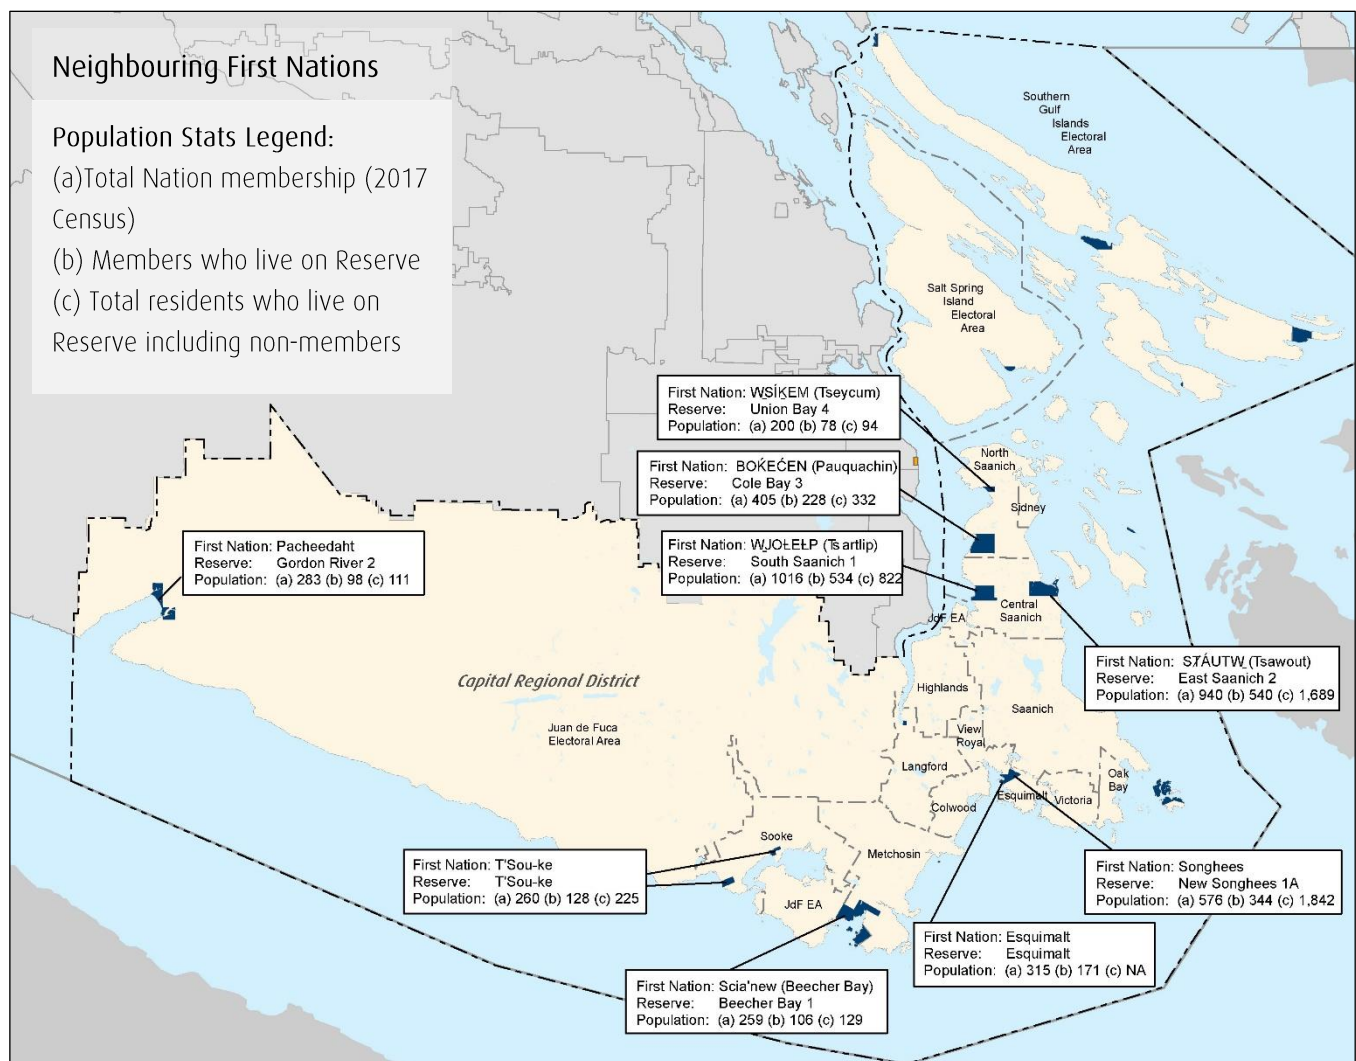 Neighbouring First Nations
Population Stats Legend:
(a)Total Nation membership (2017
Census)
(b) Members who live on Reserve
(c) Total residents who live on
Reserve including non-members
Southern
Gulf
Islands
Electoral
Area
Salt Spring
Island
Electoral
Area
First Nation: W̱SÍḴEM (Tseycum)
Reserve: Union Bay 4
Population: (a) 200 (b) 78 (c) 94
North
Saanich
First Nation: BOḰEĆEN (Pauquachin)
Reserve: Cole Bay 3
Population: (a) 405 (b) 228 (c) 332
Sidney
First Nation: W̱JOȽEȽP (Tsartlip)
Reserve: South Saanich 1
Population: (a) 1016 (b) 534 (c) 822
First Nation: Pacheedaht
Reserve: Gordon River 2
Population: (a) 283 (b) 98 (c) 111
Central
Saanich
JdF EA
First Nation: SȾÁUTW̱ (Tsawout)
Reserve: East Saanich 2
Population: (a) 940 (b) 540 (c) 1,689
Capital Regional District
Highlands
Saanich
Juan de Fuca
Electoral Area
View
Royal
Langford
Oak
Bay
Colwood
Esquimalt
Victoria
Sooke
Metchosin
First Nation: T'Sou-ke
Reserve: T'Sou-ke
Population: (a) 260 (b) 128 (c) 225
JdF EA
First Nation: Songhees
Reserve: New Songhees 1A
Population: (a) 576 (b) 344 (c) 1,842
First Nation: Esquimalt
Reserve: Esquimalt
Population: (a) 315 (b) 171 (c) NA
First Nation: Scia'new (Beecher Bay)
Reserve: Beecher Bay 1
Population: (a) 259 (b) 106 (c) 129